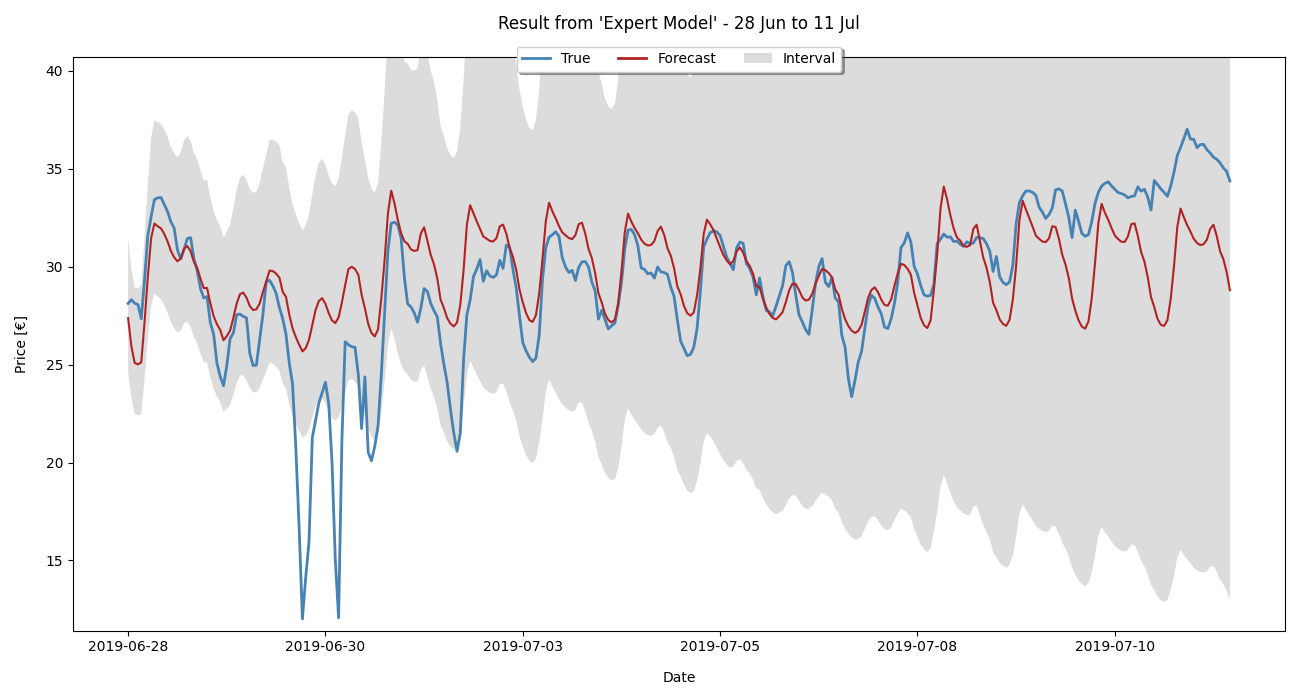 Result from 'Expert Model' - 28 Jun to 11 Jul
True Forecast Interval
40
35
30
25
20
15
Price [€]
2019-06-28 2019-06-30 2019-07-03 2019-07-05 2019-07-08 2019-07-10
Date